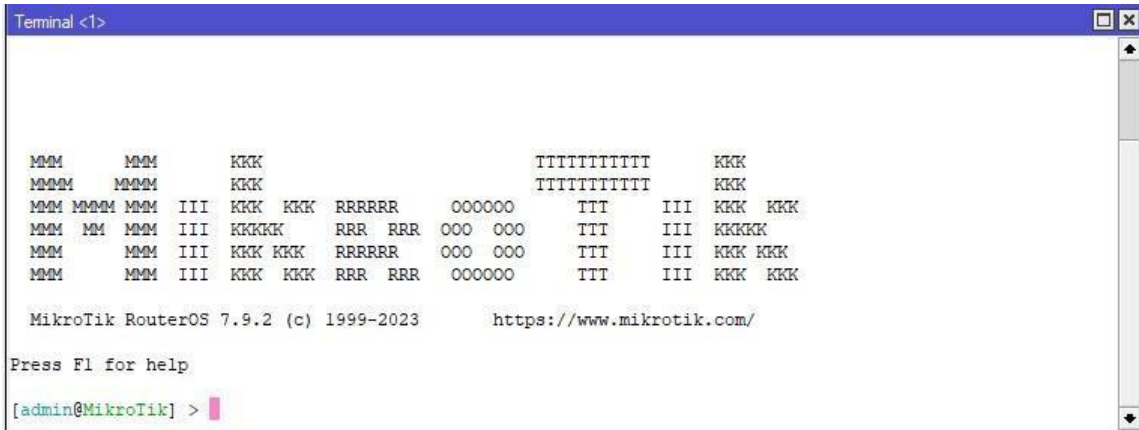 Terminal <1>
MMM       MMM       KKK                          TTTTTTTTTTT      KKK
MMMM     MMMM       KKK                          TTTTTTTTTTT      KKK
MMM MMMM MMM  III  KKK  KKK  RRRRRR     OOOOOO      TTT     III  KKK  KKK
MMM  MM  MMM  III  KKKKK     RRR  RRR  OOO  OOO     TTT     III  KKKKK
MMM      MMM  III  KKK KKK   RRRRRR    OOO  OOO     TTT     III  KKK KKK
MMM      MMM  III  KKK  KKK  RRR  RRR   OOOOOO      TTT     III  KKK  KKK
MikroTik RouterOS 7.9.2 (c) 1999-2023       https://www.mikrotik.com/
Press F1 for help
[admin@MikroTik] >